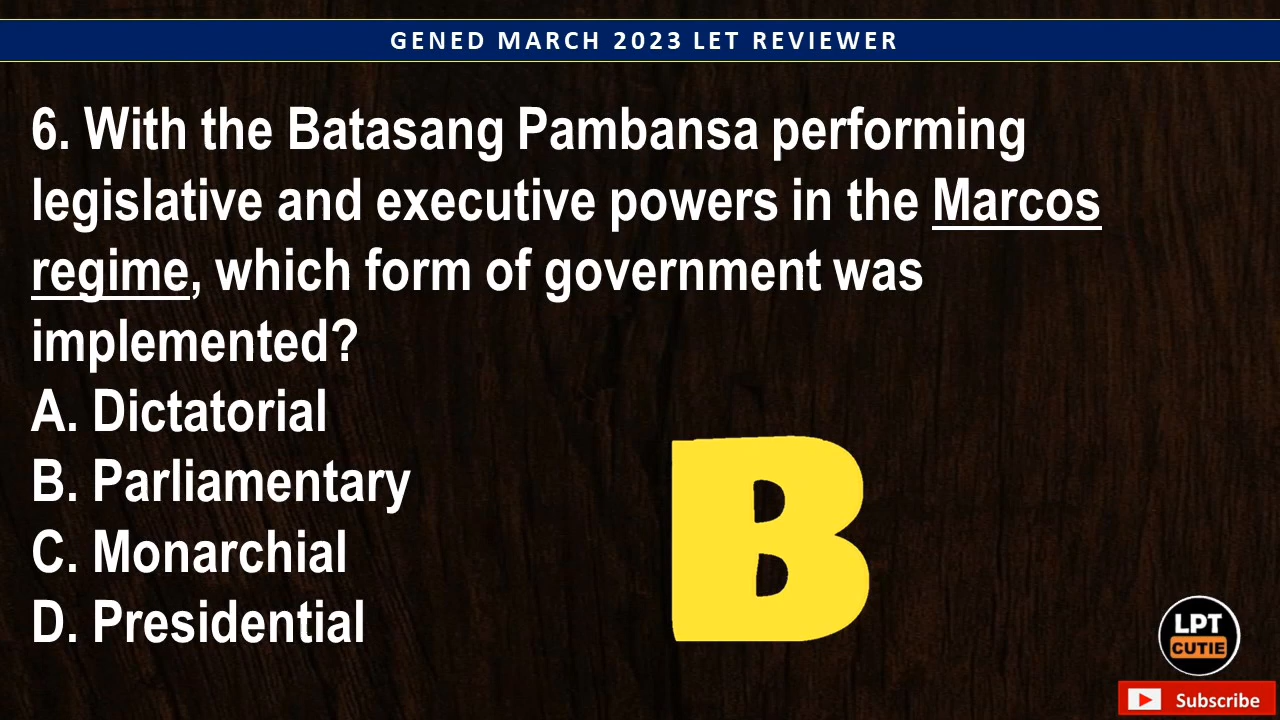 GENED MARCH 2023 LET REVIEWER
6. With the Batasang Pambansa performing
legislative and executive powers in the Marcos
regime, which form of government was
implemented?
A. Dictatorial
B. Parliamentary
C. Monarchial
D. Presidential
B
LPT
CUTIE
Subscribe